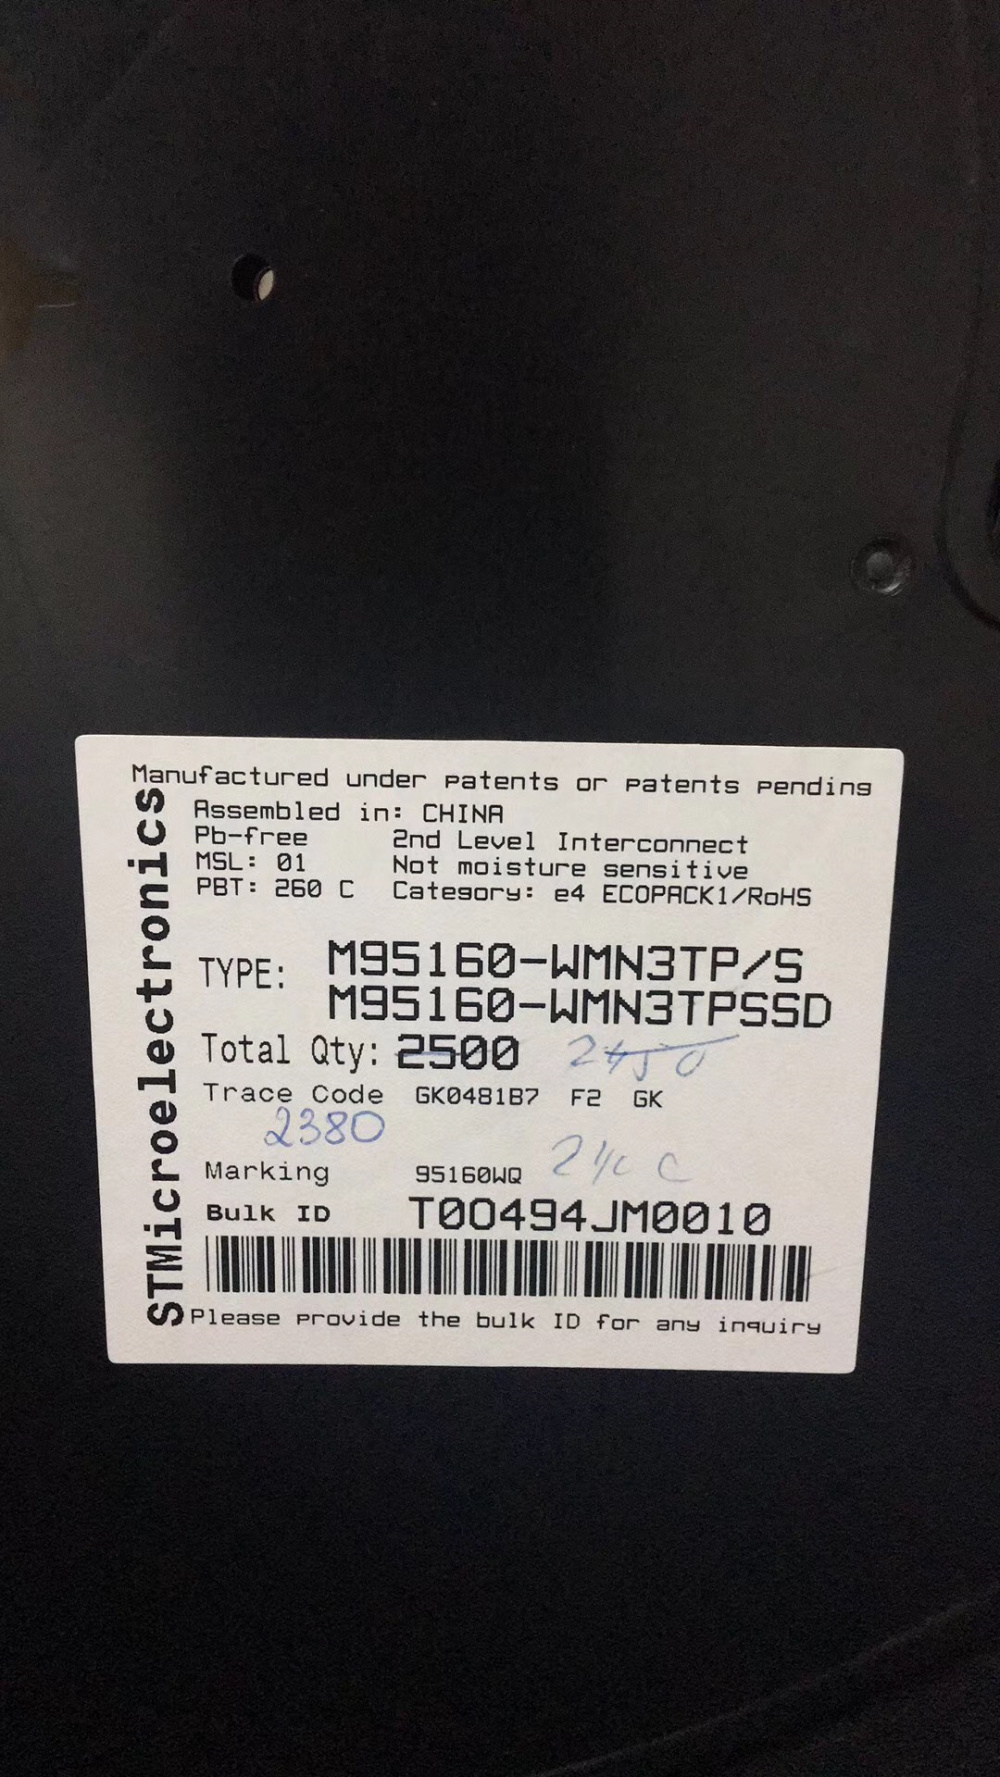 Manufactured under patents or patents pending
STMicroelectronics
Assembled in: CHINA
Pb-free 2nd Level Interconnect
MSL: 01 Not moisture sensitive
PBT: 260 C Category: e4 ECOPACK1/RoHS
TYPE: M95160-WMN3TP/S
M95160-WMN3TPSSD
Total Qty: 2500 2450
Trace Code GK0481B7 F2 GK
2380
Marking 95160WQ
Bulk ID T00494JM0010
Please provide the bulk ID for any inquiry